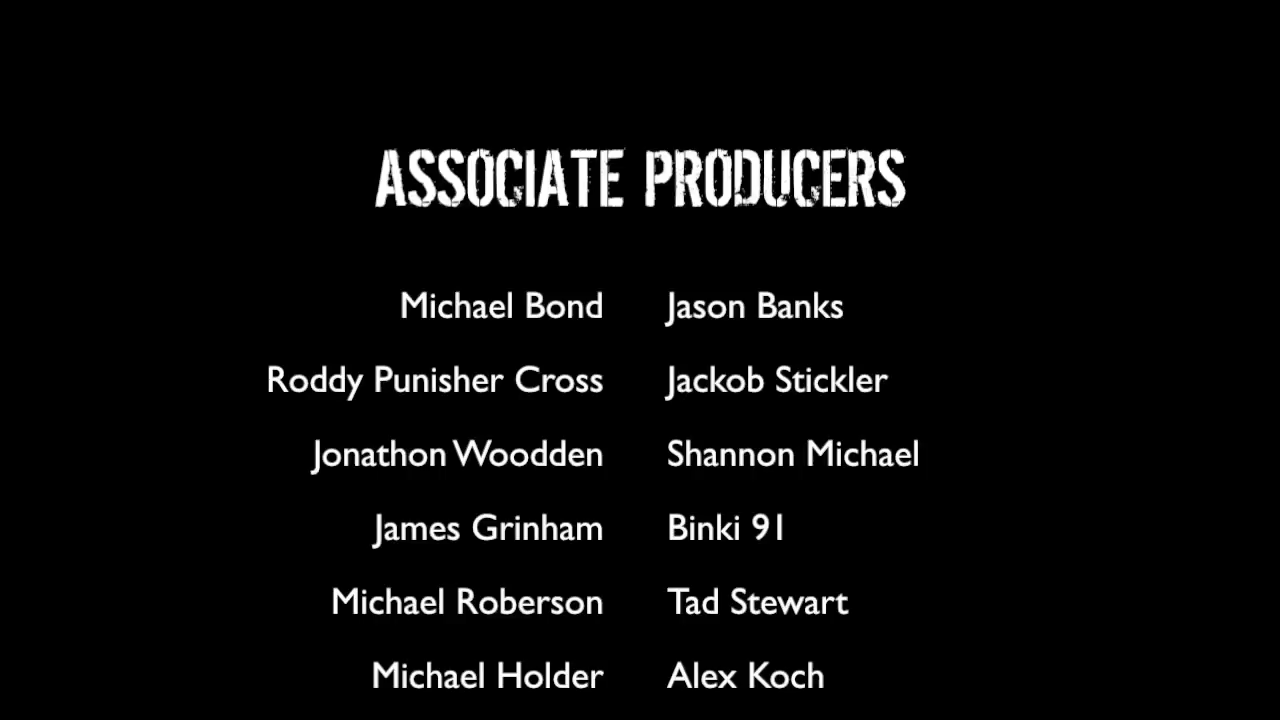 ASSOCIATE PRODUCERS
Michael Bond Jason Banks
Roddy Punisher Cross Jackob Stickler
Jonathon Woodden Shannon Michael
James Grinham Binki 91
Michael Roberson Tad Stewart
Michael Holder Alex Koch